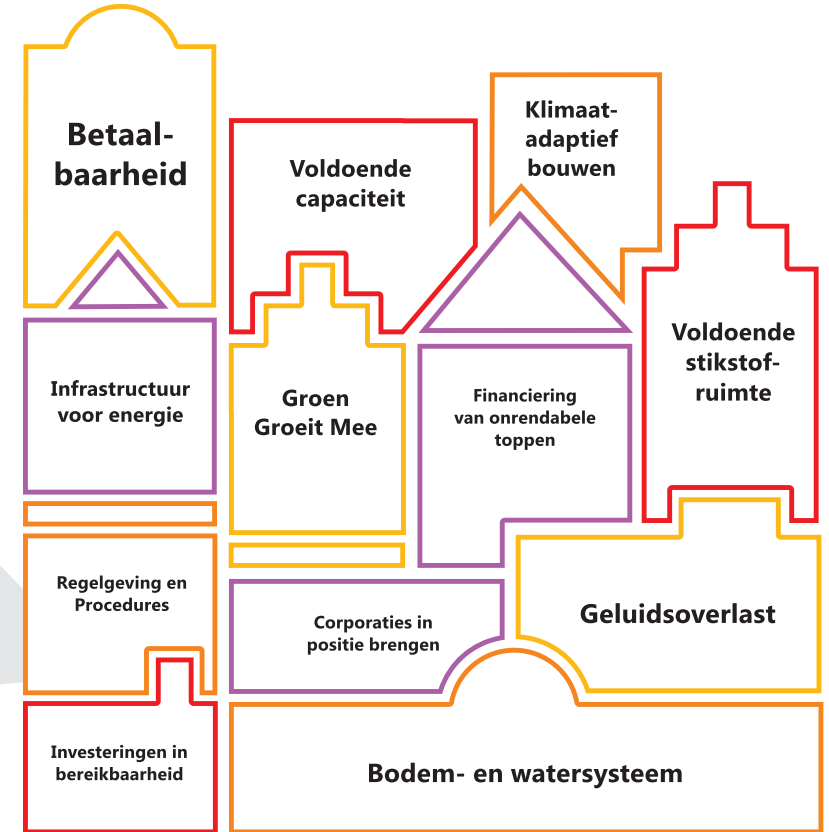 Betaal-
baarheid
Voldoende
capaciteit
Klimaat-
adaptief
bouwen
Voldoende
stikstof-
ruimte
Infrastructuur
voor energie
Groen
Groeit Mee
Financiering
van onrendabele
toppen
Regelgeving en
Procedures
Corporaties in
positie brengen
Geluidsoverlast
Investeringen in
bereikbaarheid
Bodem- en watersysteem